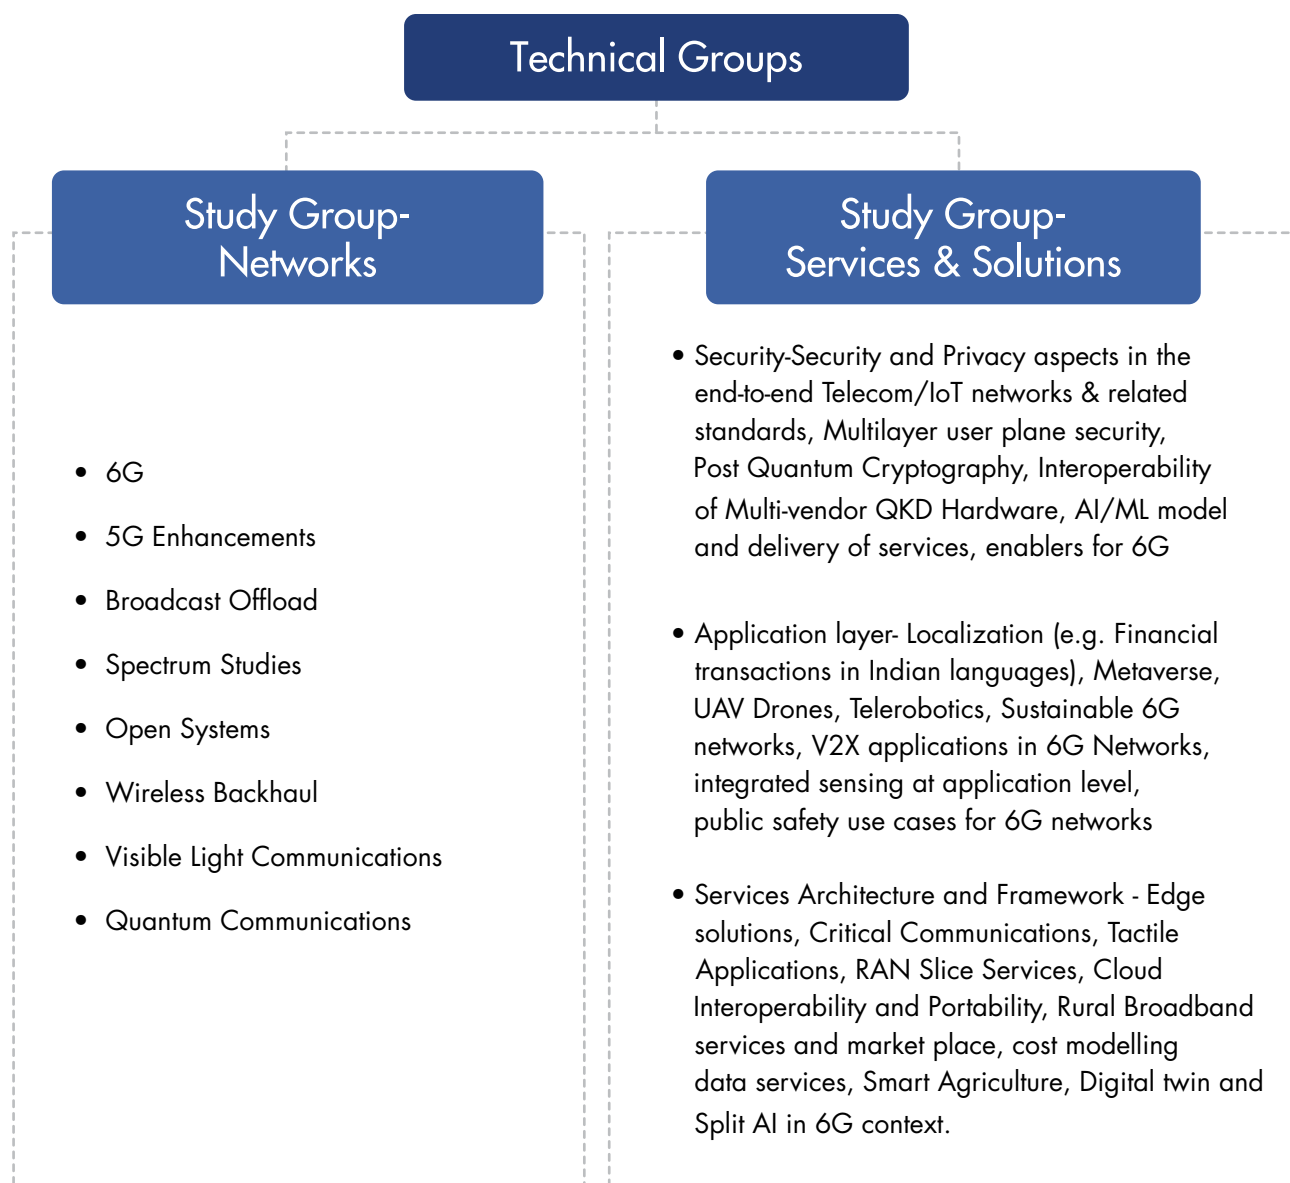 Technical Groups
Study Group-
Networks
• 6G
• 5G Enhancements
• Broadcast Offload
• Spectrum Studies
• Open Systems
• Wireless Backhaul
• Visible Light Communications
• Quantum Communications
Study Group-
Services & Solutions
• Security-Security and Privacy aspects in the
end-to-end Telecom/IoT networks & related
standards, Multilayer user plane security,
Post Quantum Cryptography, Interoperability
of Multi-vendor QKD Hardware, AI/ML model
and delivery of services, enablers for 6G
• Application layer- Localization (e.g. Financial
transactions in Indian languages), Metaverse,
UAV Drones, Telerobotics, Sustainable 6G
networks, V2X applications in 6G Networks,
integrated sensing at application level,
public safety use cases for 6G networks
• Services Architecture and Framework - Edge
solutions, Critical Communications, Tactile
Applications, RAN Slice Services, Cloud
Interoperability and Portability, Rural Broadband
services and market place, cost modelling
data services, Smart Agriculture, Digital twin and
Split AI in 6G context.